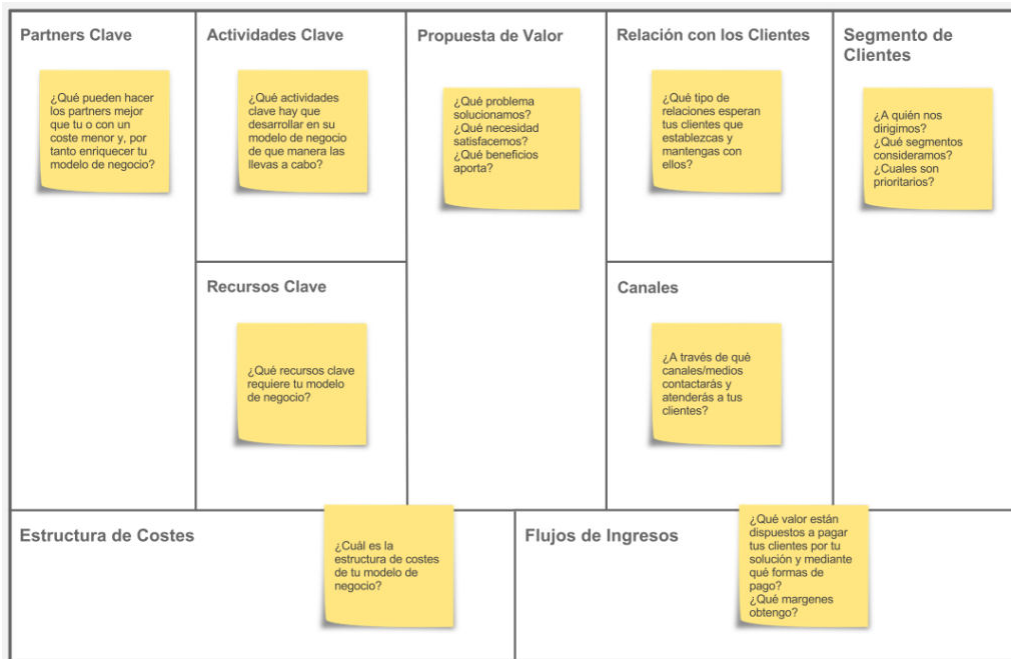 Partners Clave
¿Qué pueden hacer
los partners mejor
que tu o con un
coste menor y, por
tanto enriquecer tu
modelo de negocio?
Actividades Clave
¿Qué actividades
clave hay que
desarrollar en su
modelo de negocio
de que manera las
llevas a cabo?
Recursos Clave
¿Qué recursos clave
requiere tu modelo
de negocio?
Propuesta de Valor
¿Qué problema
solucionamos?
¿Qué necesidad
satisfacemos?
¿Qué beneficios
aporta?
Relación con los Clientes
¿Qué tipo de
relaciones esperan
tus clientes que
establezcas y
mantengas con
ellos?
Canales
¿A través de qué
canales/medios
contactarás y
atenderás a tus
clientes?
Segmento de
Clientes
¿A quién nos
dirigimos?
¿Qué segmentos
consideramos?
¿Cuales son
prioritarios?
Estructura de Costes
¿Cuál es la
estructura de costes
de tu modelo de
negocio?
Flujos de Ingresos
¿Qué valor están
dispuestos a pagar
tus clientes por tu
solución y mediante
qué formas de
pago?
¿Qué margenes
obtengo?